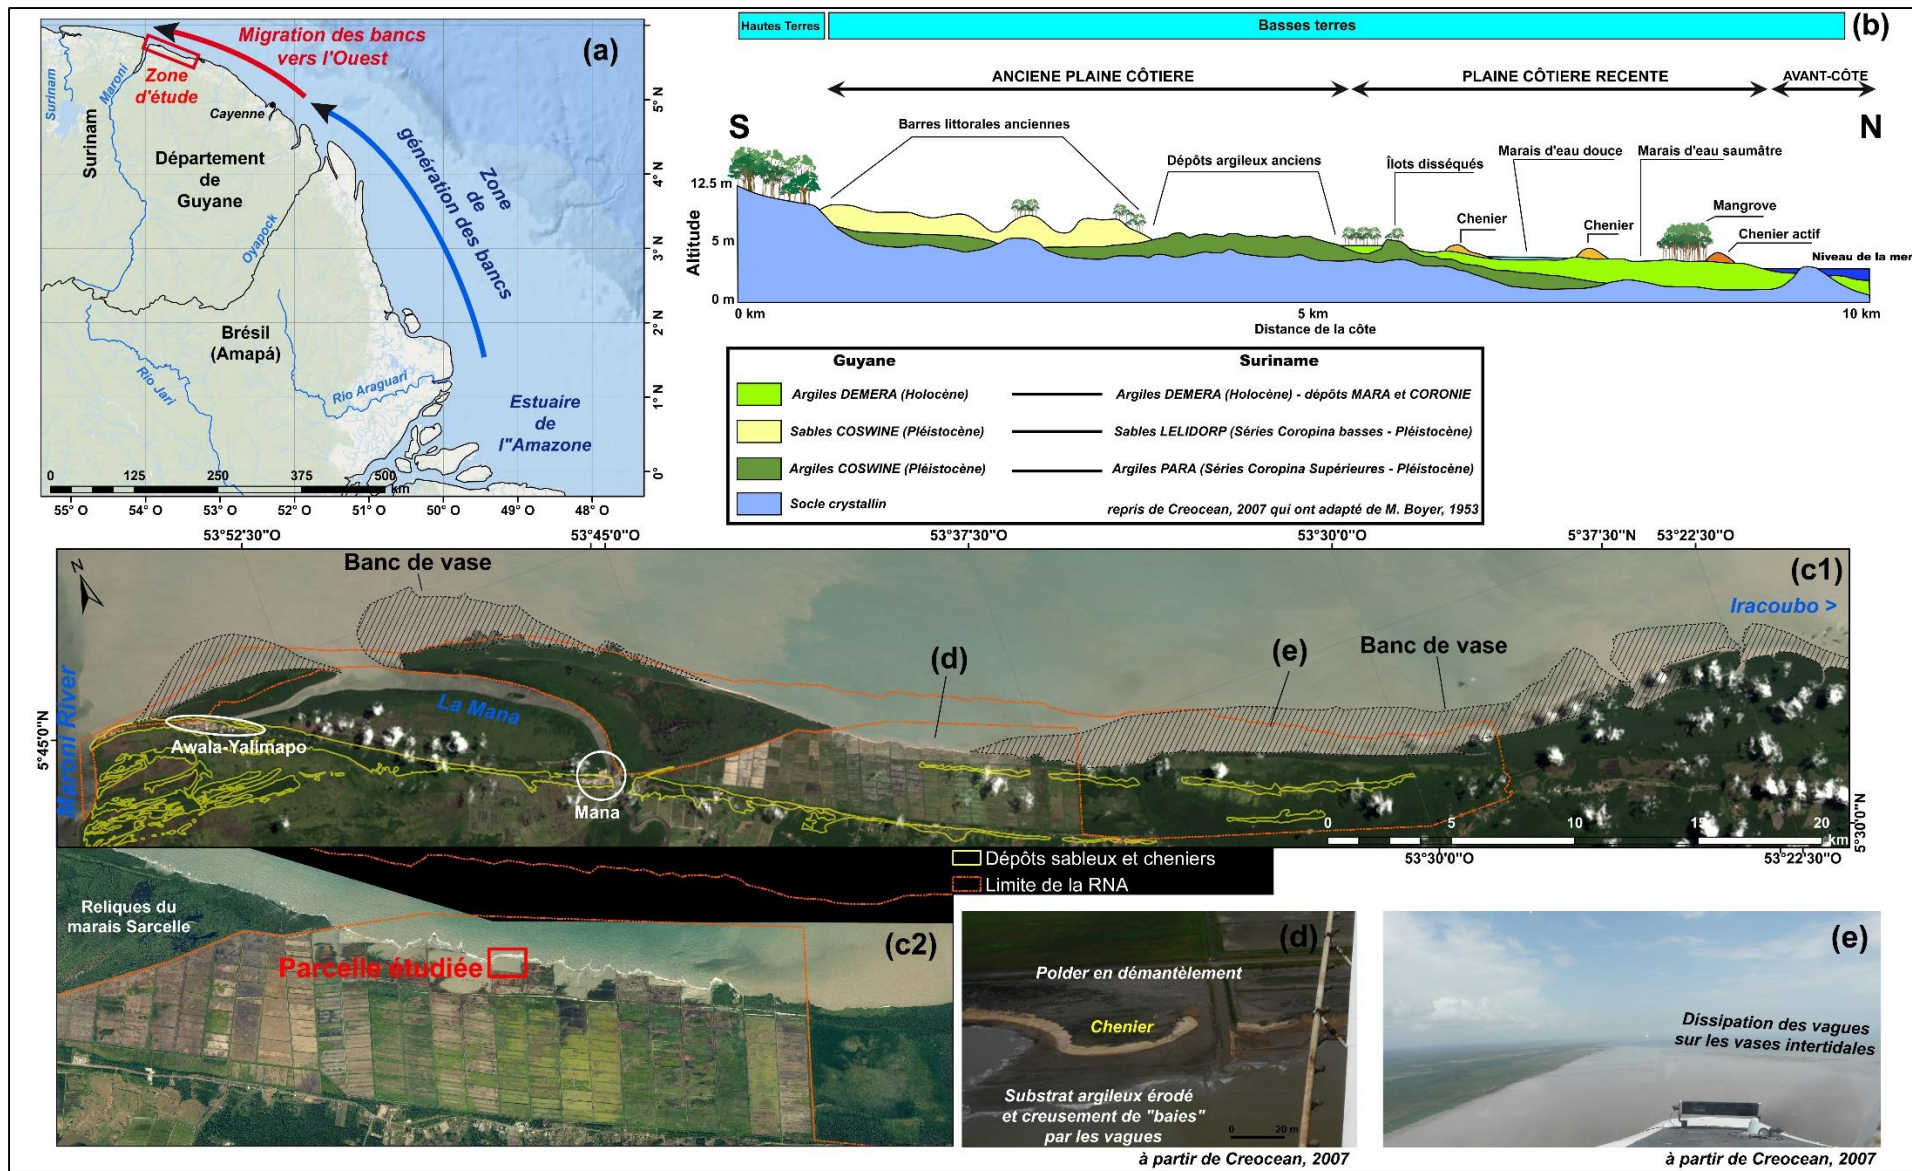 (a)
Migration des bancs
vers l'Ouest
Zone
d'étude
Surinam
Maroni
Surinam
Cayenne
Département
de
Guyane
Oyapock
Zone
de
génération des bancs
Brésil
(Amapá)
Rio Jari
Rio Araguari
Estuaire
de
l"Amazone
5° N
4° N
3° N
2° N
1° N
0°
0 62.5 125 250 375 500
km
55° O 54° O 53° O 52° O 51° O 50° O 49° O 48° O
Hautes Terres
Basses terres
(b)
ANCIENE PLAINE CÔTIERE
PLAINE CÔTIERE RECENTE
AVANT-CÔTE
S
N
Barres littorales anciennes
Dépôts argileux anciens
Îlots disséqués
Marais d'eau douce
Marais d'eau saumâtre
Chenier
Chenier
Mangrove
Chenier actif
Niveau de la mer
Altitude
12.5 m
5 m
0 m
0 km
5 km
10 km
Distance de la côte
Guyane
Suriname
Argiles DEMERA (Holocène)
Argiles DEMERA (Holocène) - dépôts MARA et CORONIE
Sables COSWINE (Pléistocène)
Sables LELIDORP (Séries Coropina basses - Pléistocène)
Argiles COSWINE (Pléistocène)
Argiles PARA (Séries Coropina Supérieures - Pléistocène)
Socle crystallin
repris de Creocean, 2007 qui ont adapté de M. Boyer, 1953
53°52'30"O
53°45'0"O
53°37'30"O
53°30'0"O
5°37'30"N
53°22'30"O
N
Banc de vase
(c1)
Iracoubo >
(d)
(e)
Banc de vase
Maroni River
5°45'0"N
La Mana
Awala-Yalimapo
Mana
0 5 10 15 20
km
5°30'0"N
53°30'0"O
53°22'30"O
Dépôts sableux et cheniers
Limite de la RNA
Reliques du
marais Sarcelle
(c2)
Parcelle étudiée
(d)
Polder en démantèlement
Chenier
Substrat argileux érodé
et creusement de "baies"
par les vagues
0 20 m
à partir de Creocean, 2007
(e)
Dissipation des vagues
sur les vases intertidales
à partir de Creocean, 2007